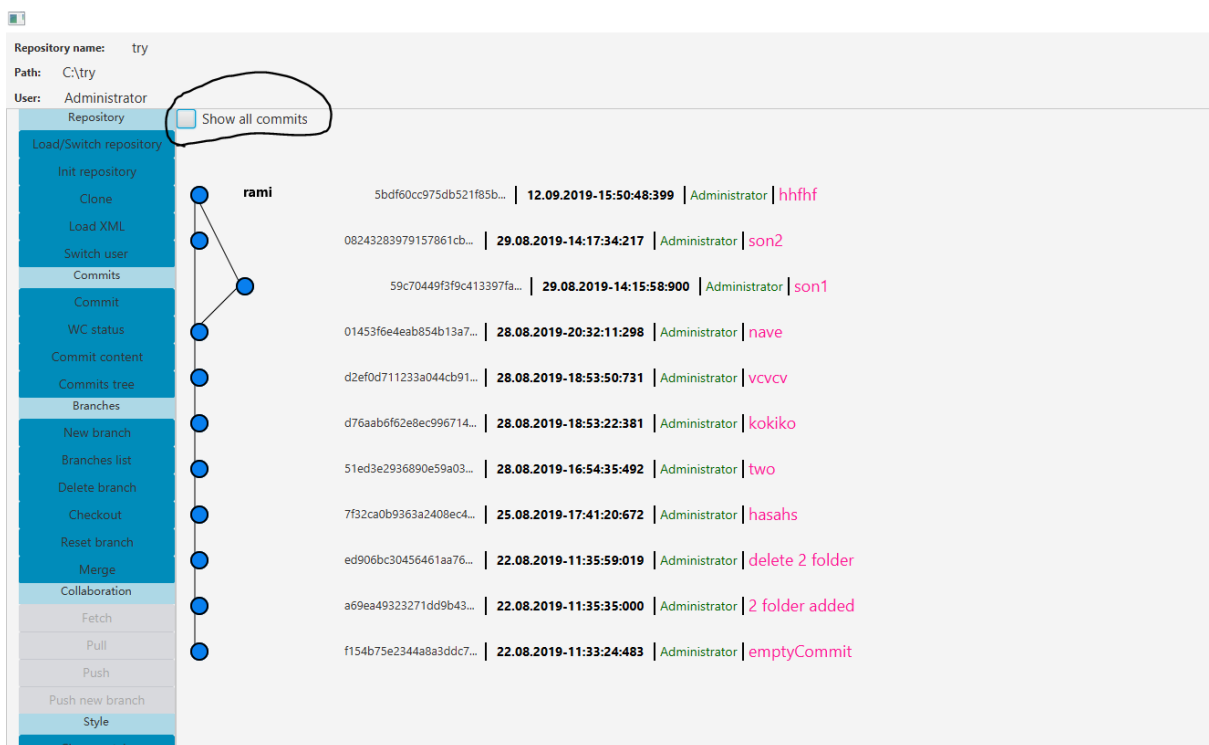 Repository name: try
Path: C:\try
User: Administrator
Repository
Load/Switch repository
Init repository
Clone
Load XML
Switch user
Commits
Commit
WC status
Commit content
Commits tree
Branches
New branch
Branches list
Delete branch
Checkout
Reset branch
Merge
Collaboration
Fetch
Pull
Push
Push new branch
Style
Show all commits
rami 5bdf60cc975db521f85b... 12.09.2019-15:50:48:399 Administrator hhfhf
08243283979157861cb... 29.08.2019-14:17:34:217 Administrator son2
59c70449f3f9c413397fa... 29.08.2019-14:15:58:900 Administrator son1
01453f6e4eab854b13a7... 28.08.2019-20:32:11:298 Administrator nave
d2ef0d711233a044cb91... 28.08.2019-18:53:50:731 Administrator vcvcv
d76aab6f62e8ec996714... 28.08.2019-18:53:22:381 Administrator kokiko
51ed3e2936890e59a03... 28.08.2019-16:54:35:492 Administrator two
7f32ca0b9363a2408ec4... 25.08.2019-17:41:20:672 Administrator hasahs
ed906bc30456461aa76... 22.08.2019-11:35:59:019 Administrator delete 2 folder
a69ea49323271dd9b43... 22.08.2019-11:35:35:000 Administrator 2 folder added
f154b75e2344a8a3ddc7... 22.08.2019-11:33:24:483 Administrator emptyCommit